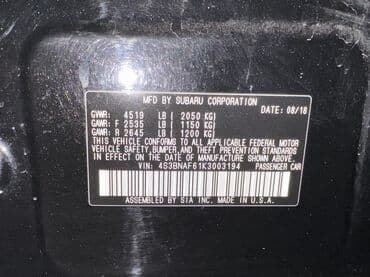 MFD BY SUBARU CORPORATION
DATE: 08/18
GVWR: 4519 LB ( 2050 KG)
GAWR: F 2535 LB ( 1150 KG)
GAWR: R 2645 LB ( 1200 KG)
THIS VEHICLE CONFORMS TO ALL APPLICABLE FEDERAL MOTOR
VEHICLE SAFETY,BUMPER,AND THEFT PREVENTION STANDARDS
IN EFFECT ON THE DATE OF MANUFACTURE SHOWN ABOVE.
VIN: 4S3BNAF61K3003194 PASSENGER CAR
ASSEMBLED BY SIA INC. MADE IN U.S.A.